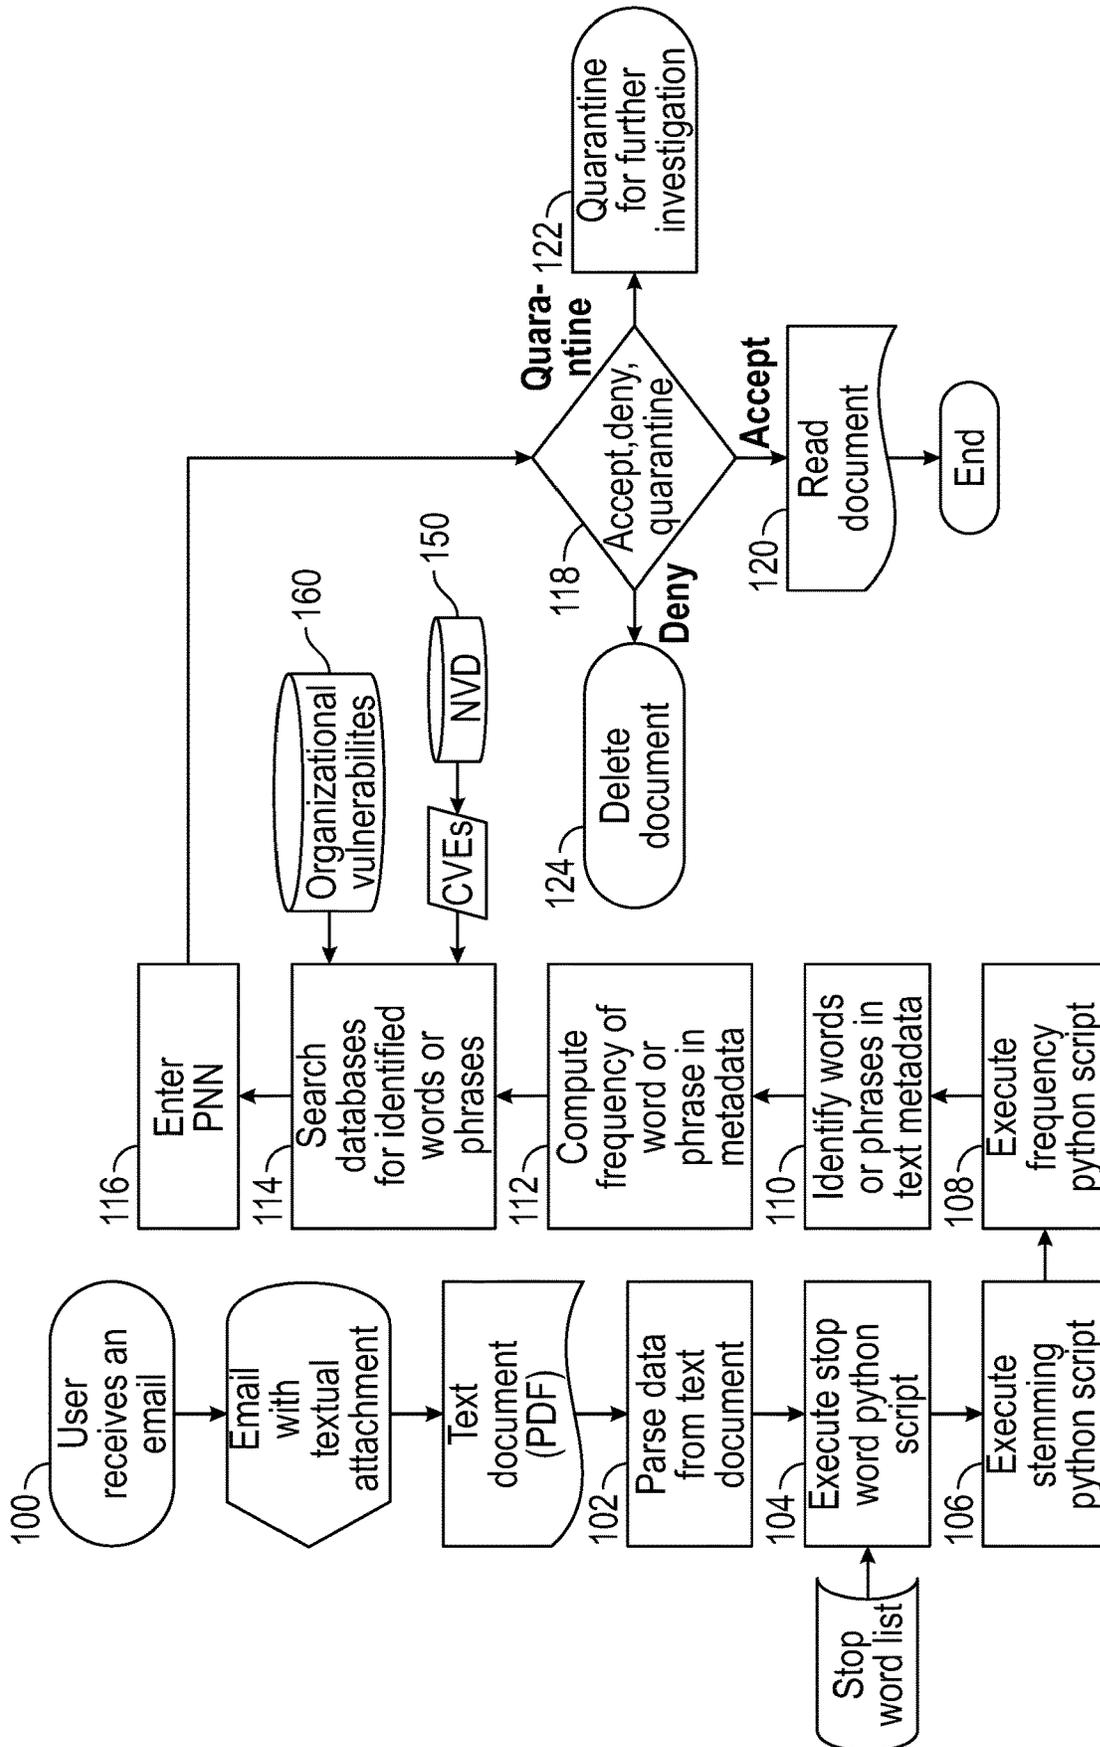 100
User
receives an
email
Email
with
textual
attachment
Text
document
(PDF)
102
Parse data
from text
document
104
Execute stop
word python
script
Stop
word list
106
Execute
stemming
python script
108
Execute
frequency
python script
110
Identify words
or phrases in
text metadata
112
Compute
frequency of
word or
phrase in
metadata
114
Search
databases
for identified
words or
phrases
116
Enter
PNN
Organizational
vulnerabilites
160
CVEs
NVD
150
118
Accept,deny,
quarantine
Deny
124
Delete
document
Quara-
ntine
122
Quarantine
for further
investigation
Accept
120
Read
document
End